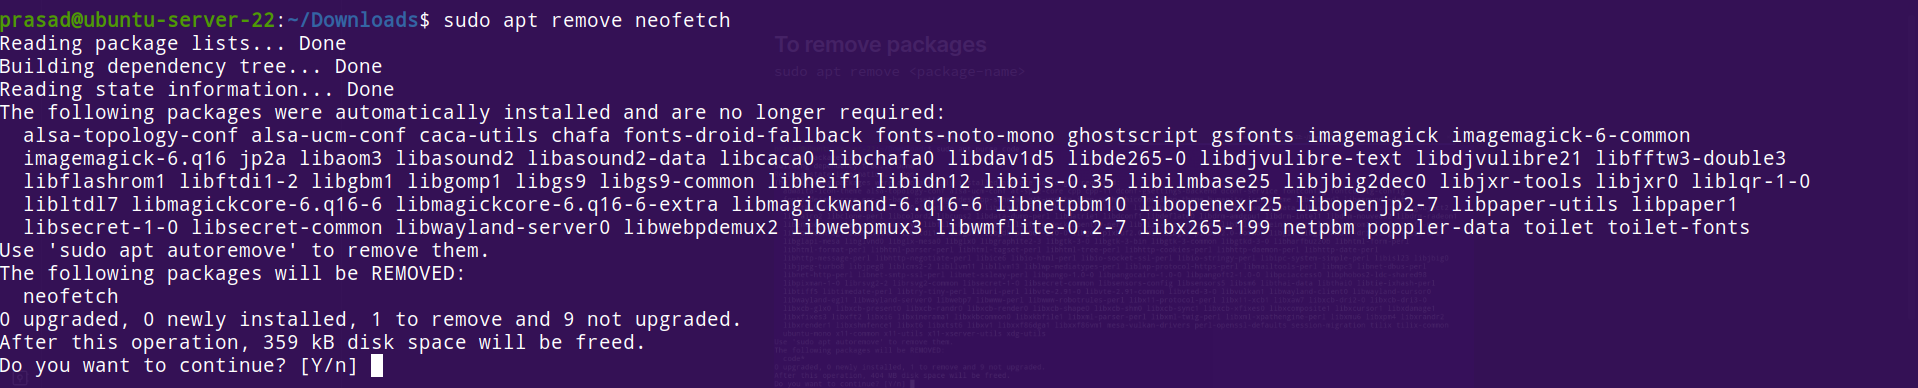 prasad@ubuntu-server-22:~/Downloads$ sudo apt remove neofetch
Reading package lists... Done
Building dependency tree... Done
Reading state information... Done
The following packages were automatically installed and are no longer required:
  alsa-topology-conf alsa-ucm-conf caca-utils chafa fonts-droid-fallback fonts-noto-mono ghostscript gsfonts imagemagick imagemagick-6-common
  imagemagick-6.q16 jp2a libaom3 libasound2 libasound2-data libcaca0 libchafa0 libdav1d5 libde265-0 libdjvulibre-text libdjvulibre21 libfftw3-double3
  libflashrom1 libftdi1-2 libgbm1 libgomp1 libgs9 libgs9-common libheif1 libidn12 libijs-0.35 libilmbase25 libjbig2dec0 libjxr-tools libjxr0 liblqr-1-0
  libltdl7 libmagickcore-6.q16-6 libmagickcore-6.q16-6-extra libmagickwand-6.q16-6 libnetpbm10 libopenexr25 libopenjp2-7 libpaper-utils libpaper1
  libsecret-1-0 libsecret-common libwayland-server0 libwebpdemux2 libwebpmux3 libwmflite-0.2-7 libx265-199 netpbm poppler-data toilet toilet-fonts
Use 'sudo apt autoremove' to remove them.
The following packages will be REMOVED:
  neofetch
0 upgraded, 0 newly installed, 1 to remove and 9 not upgraded.
After this operation, 359 kB disk space will be freed.
Do you want to continue? [Y/n]
To remove packages
sudo apt remove <package-name>